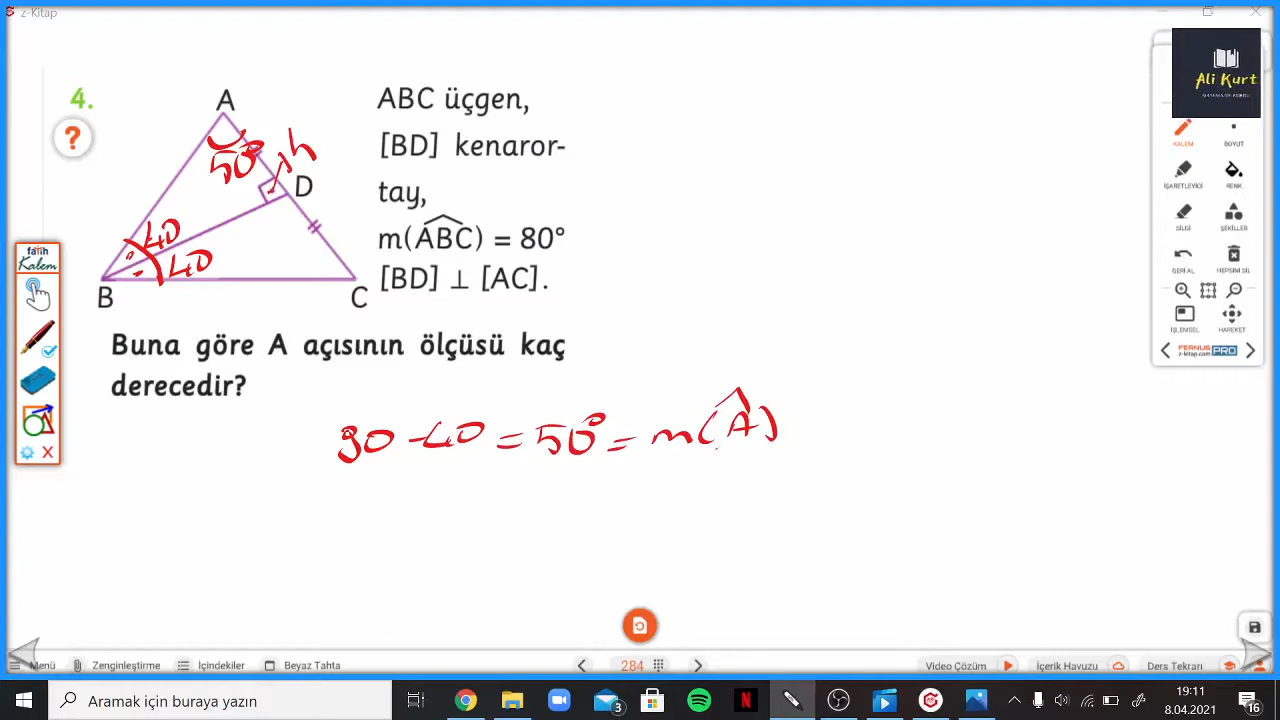 z-Kitap
Ali Kurt
4.
?
A
50°
h
D
40
40
B
C
ABC üçgen,
[BD] kenaror-
tay,
m(ABC) = 80°
[BD] ⊥ [AC].
Buna göre A açısının ölçüsü kaç
derecedir?
90 - 40 = 50° = m(Â)
fatih
Kalem
KALEM
BOYUT
İŞARETLEYİCİ
RENK
SİLGİ
ŞEKİLLER
GERİ AL
HEPSİNİ SİL
İŞLEMSEL
HAREKET
FERNUS
z-kitap.com PRO
Menü
Zenginleştirme
İçindekiler
Beyaz Tahta
284
Video Çözüm
İçerik Havuzu
Ders Tekrarı
Aramak için buraya yazın
3
19:11
8.04.2021
16